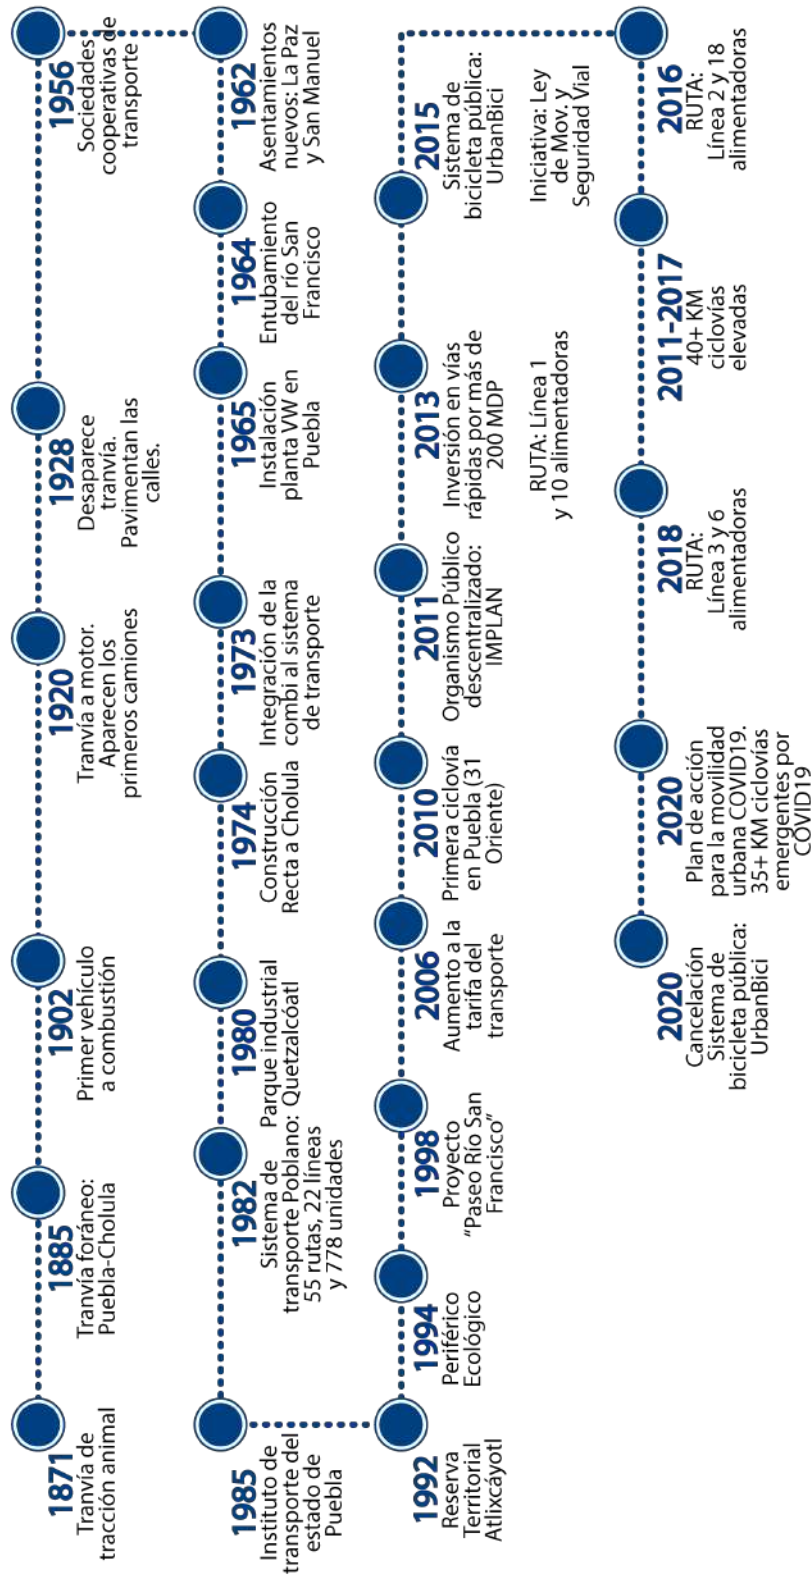 1871
Tranvía de
tracción animal
1885
Tranvía foráneo:
Puebla-Cholula
1902
Primer vehículo
a combustión
1920
Tranvía a motor.
Aparecen los
primeros camiones
1928
Desaparece
tranvía.
Pavimentan las
calles.
1956
Sociedades
cooperativas de
transporte
1962
Asentamientos
nuevos: La Paz
y San Manuel
1964
Entubamiento
del río San
Francisco
1965
Instalación
planta VW en
Puebla
1973
Integración de la
combi al sistema
de transporte
1974
Construcción
Recta a Cholula
1980
Parque industrial
Quetzalcóatl
1982
Sistema de
transporte Poblano:
55 rutas, 22 líneas
y 778 unidades
1985
Instituto de
transporte del
estado de
Puebla
1992
Reserva
Territorial
Atlixcáyotl
1994
Periférico
Ecológico
1998
Proyecto
“Paseo Río San
Francisco”
2006
Aumento a la
tarifa del
transporte
2010
Primera ciclovía
en Puebla (31
Oriente)
2011
Organismo Público
descentralizado:
IMPLAN
2013
Inversión en vías
rápidas por más de
200 MDP
RUTA: Línea 1
y 10 alimentadoras
2015
Sistema de
bicicleta pública:
UrbanBici
Iniciativa: Ley
de Mov. y
Seguridad Vial
2016
RUTA:
Línea 2 y 18
alimentadoras
2011-2017
40+ KM
ciclovías
elevadas
2018
RUTA:
Línea 3 y 6
alimentadoras
2020
Plan de acción
para la movilidad
urbana COVID19.
35+ KM ciclovías
emergentes por
COVID19
2020
Cancelación
Sistema de
bicicleta pública:
UrbanBici